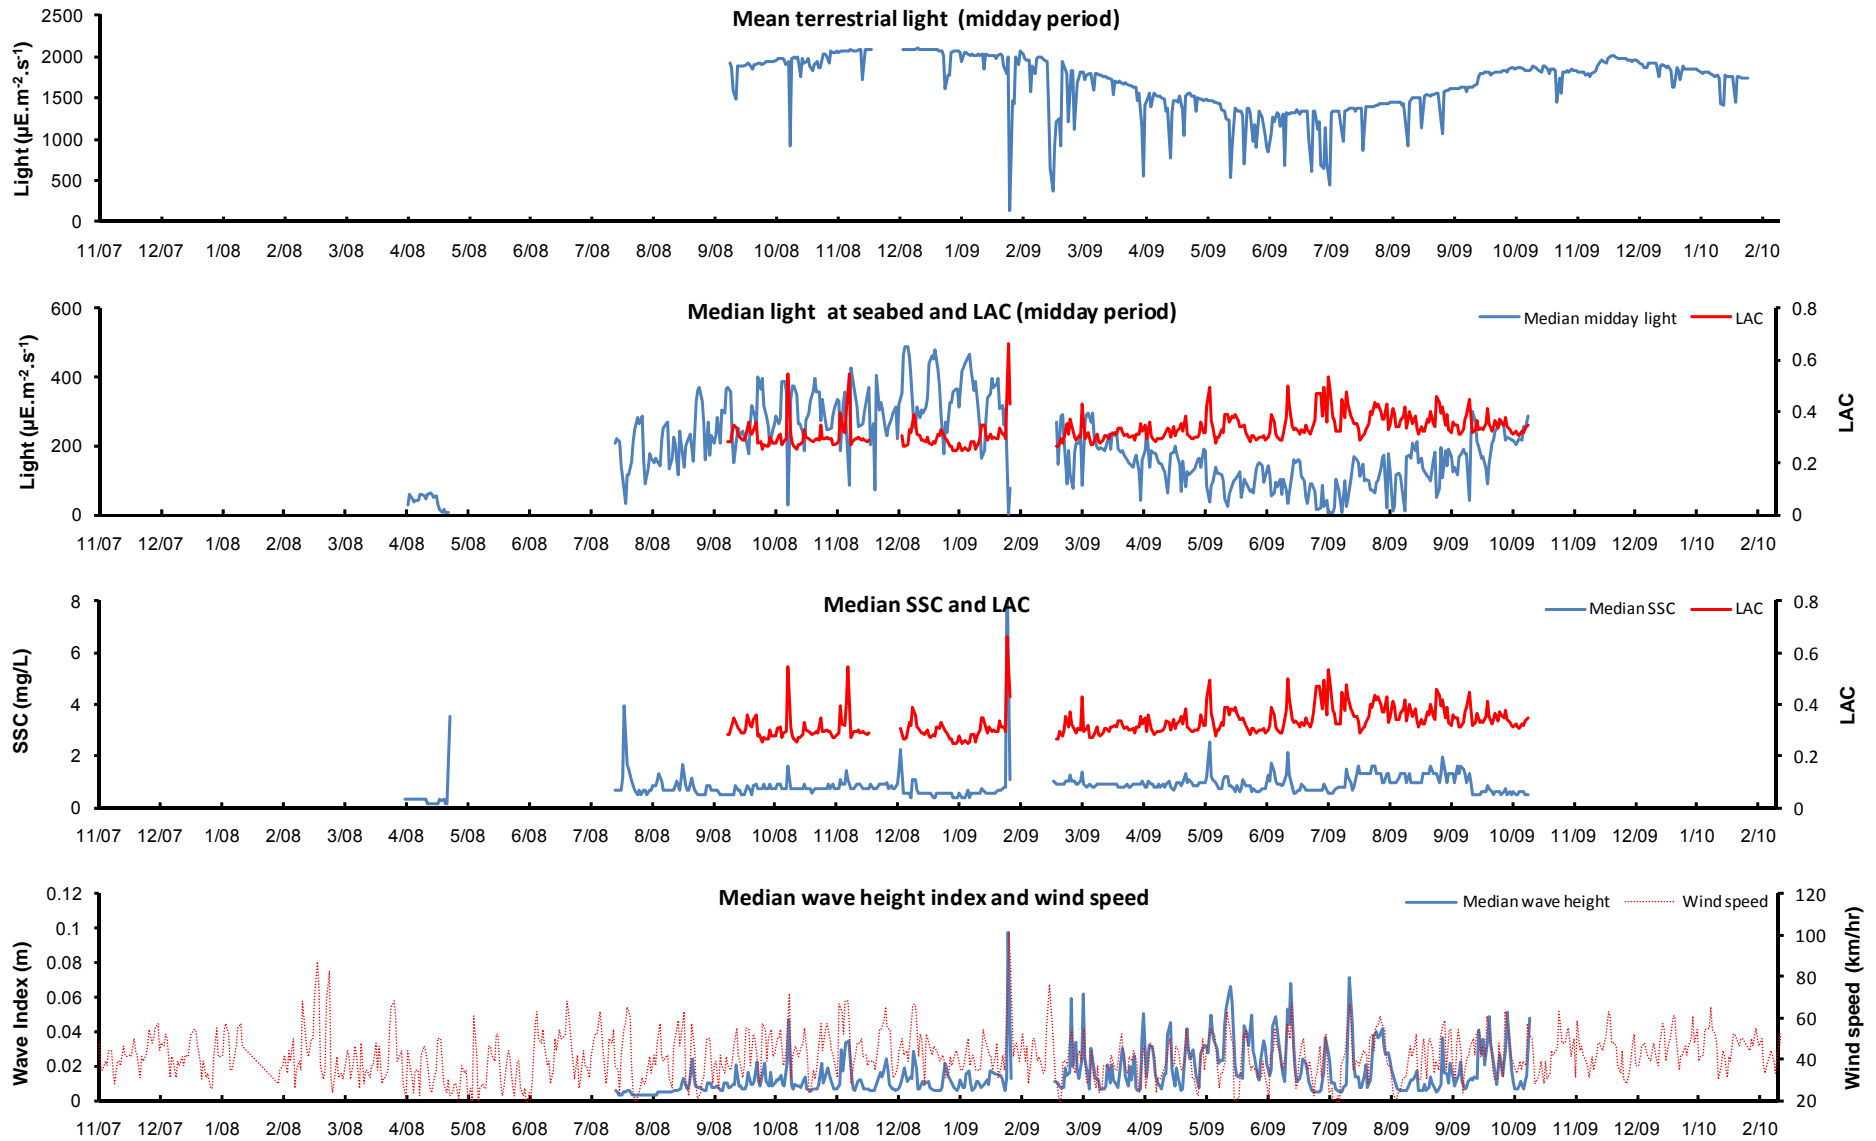 Mean terrestrial light (midday period)
Light (µE.m-2.s-1)
2500
2000
1500
1000
500
0
11/07 12/07 1/08 2/08 3/08 4/08 5/08 6/08 7/08 8/08 9/08 10/08 11/08 12/08 1/09 2/09 3/09 4/09 5/09 6/09 7/09 8/09 9/09 10/09 11/09 12/09 1/10 2/10
Median light at seabed and LAC (midday period)
Median midday light LAC
Light (µE.m-2.s-1)
600
400
200
0
0.8
0.6
0.4
0.2
0
LAC
11/07 12/07 1/08 2/08 3/08 4/08 5/08 6/08 7/08 8/08 9/08 10/08 11/08 12/08 1/09 2/09 3/09 4/09 5/09 6/09 7/09 8/09 9/09 10/09 11/09 12/09 1/10 2/10
Median SSC and LAC
Median SSC LAC
SSC (mg/L)
8
6
4
2
0
0.8
0.6
0.4
0.2
0
LAC
11/07 12/07 1/08 2/08 3/08 4/08 5/08 6/08 7/08 8/08 9/08 10/08 11/08 12/08 1/09 2/09 3/09 4/09 5/09 6/09 7/09 8/09 9/09 10/09 11/09 12/09 1/10 2/10
Median wave height index and wind speed
Median wave height Wind speed
Wave Index (m)
0.12
0.1
0.08
0.06
0.04
0.02
0
120
100
80
60
40
20
Wind speed (km/hr)
11/07 12/07 1/08 2/08 3/08 4/08 5/08 6/08 7/08 8/08 9/08 10/08 11/08 12/08 1/09 2/09 3/09 4/09 5/09 6/09 7/09 8/09 9/09 10/09 11/09 12/09 1/10 2/10